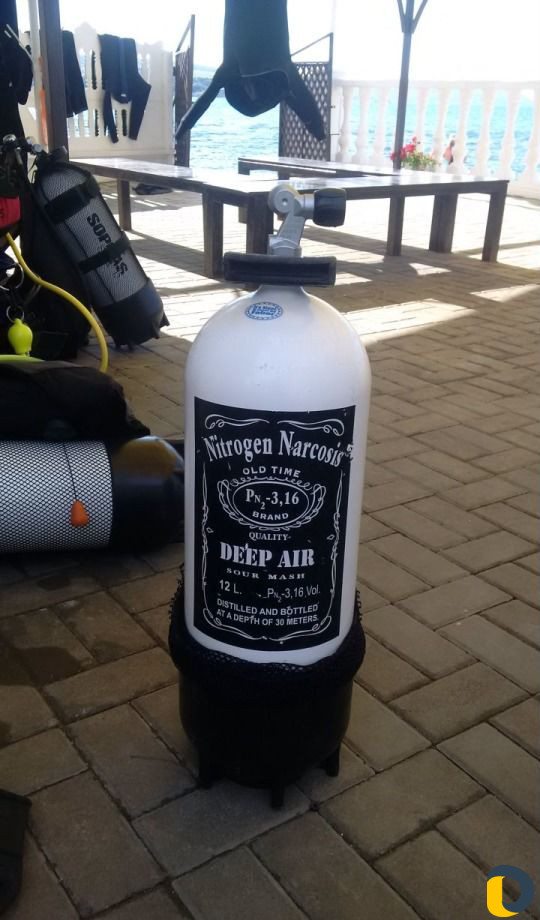 Nitrogen Narcosis
OLD TIME
PN2-3,16
BRAND
QUALITY-
DEEP AIR
SOUR MASH
12 L. PN2-3,16 Vol.
DISTILLED AND BOTTLED
AT A DEPTH OF 30 METERS.